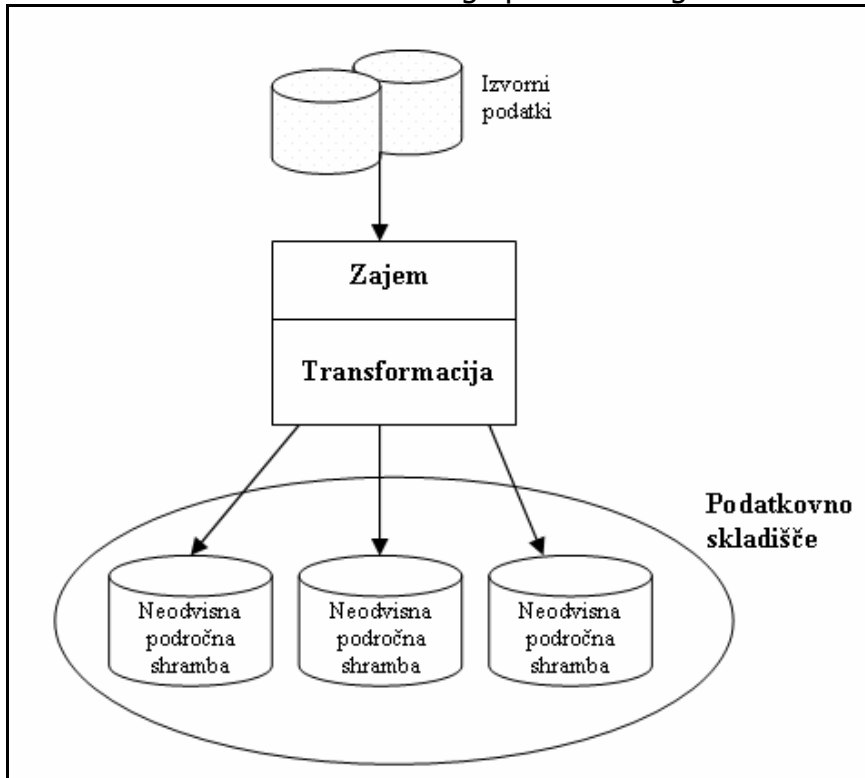 Izvorni
podatki
Zajem
Transformacija
Podatkovno
skladišče
Neodvisna
področna
shramba
Neodvisna
področna
shramba
Neodvisna
področna
shramba